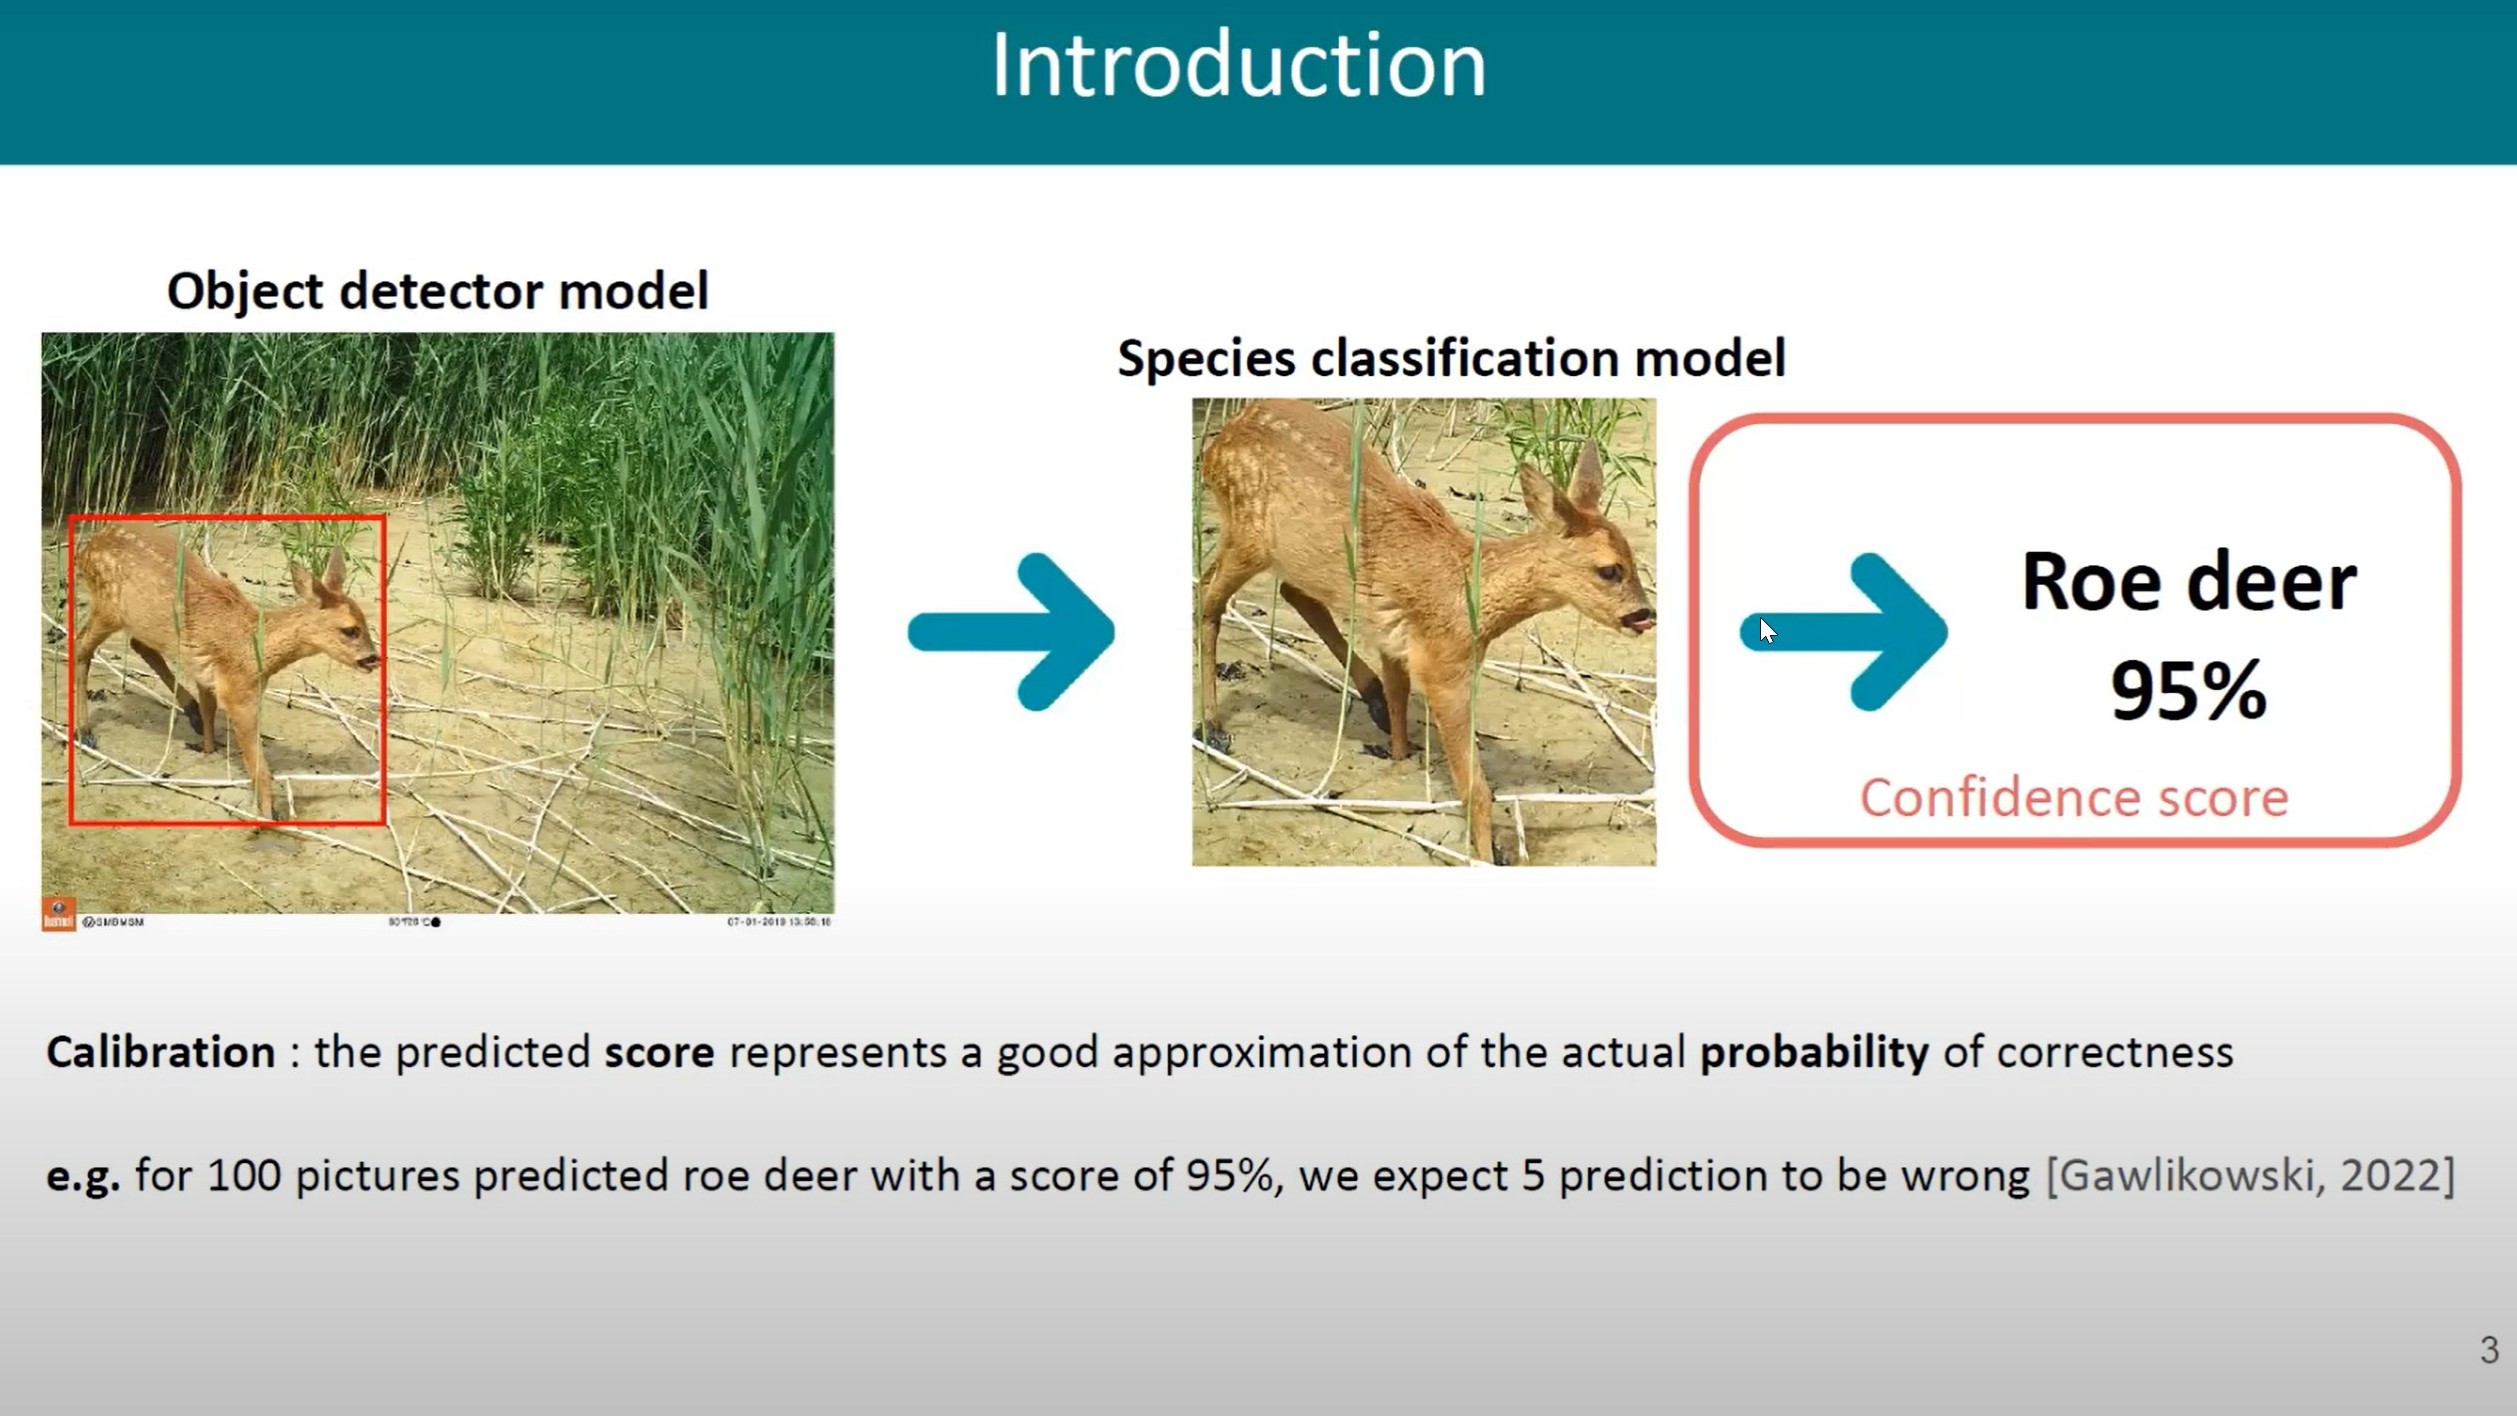 Introduction
Object detector model
Species classification model
Roe deer
95%
Confidence score
07-01-2019 13:50:16
Calibration : the predicted score represents a good approximation of the actual probability of correctness
e.g. for 100 pictures predicted roe deer with a score of 95%, we expect 5 prediction to be wrong [Gawlikowski, 2022]
3